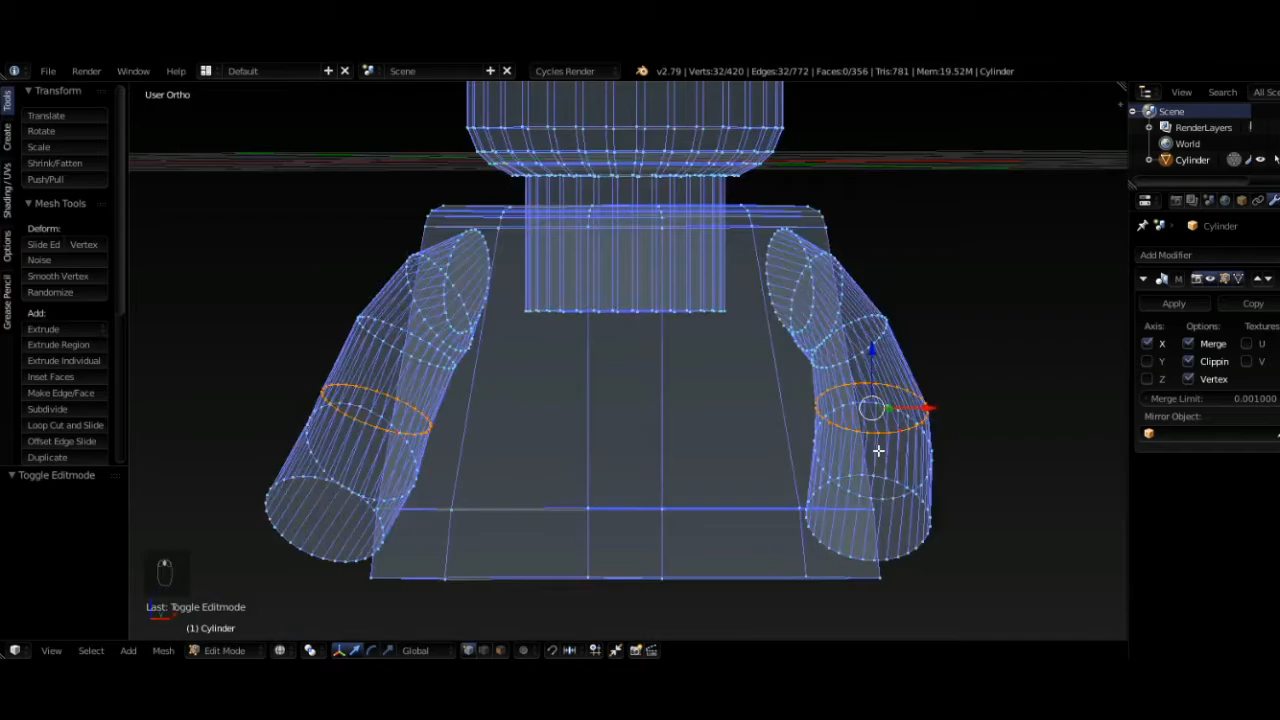 File Render Window Help Default Scene Cycles Render v2.79 | Verts:32/420 | Edges:32/772 | Faces:0/356 | Tris:781 | Mem:19.52M | Cylinder
User Ortho
View Search All Sce
Scene
RenderLayers
World
Cylinder
Cylinder
Add Modifier
M
Apply Copy
Axis: Options: Textures
X Merge U
Y Clippin V
Z Vertex
Merge Limit: 0.001000
Mirror Object:
Tools
Create
Shading / UVs
Options
Grease Pencil
Transform
Translate
Rotate
Scale
Shrink/Fatten
Push/Pull
Mesh Tools
Deform:
Slide Ed Vertex
Noise
Smooth Vertex
Randomize
Add:
Extrude
Extrude Region
Extrude Individual
Inset Faces
Make Edge/Face
Subdivide
Loop Cut and Slide
Offset Edge Slide
Duplicate
Toggle Editmode
Last: Toggle Editmode
(1) Cylinder
View Select Add Mesh Edit Mode Global